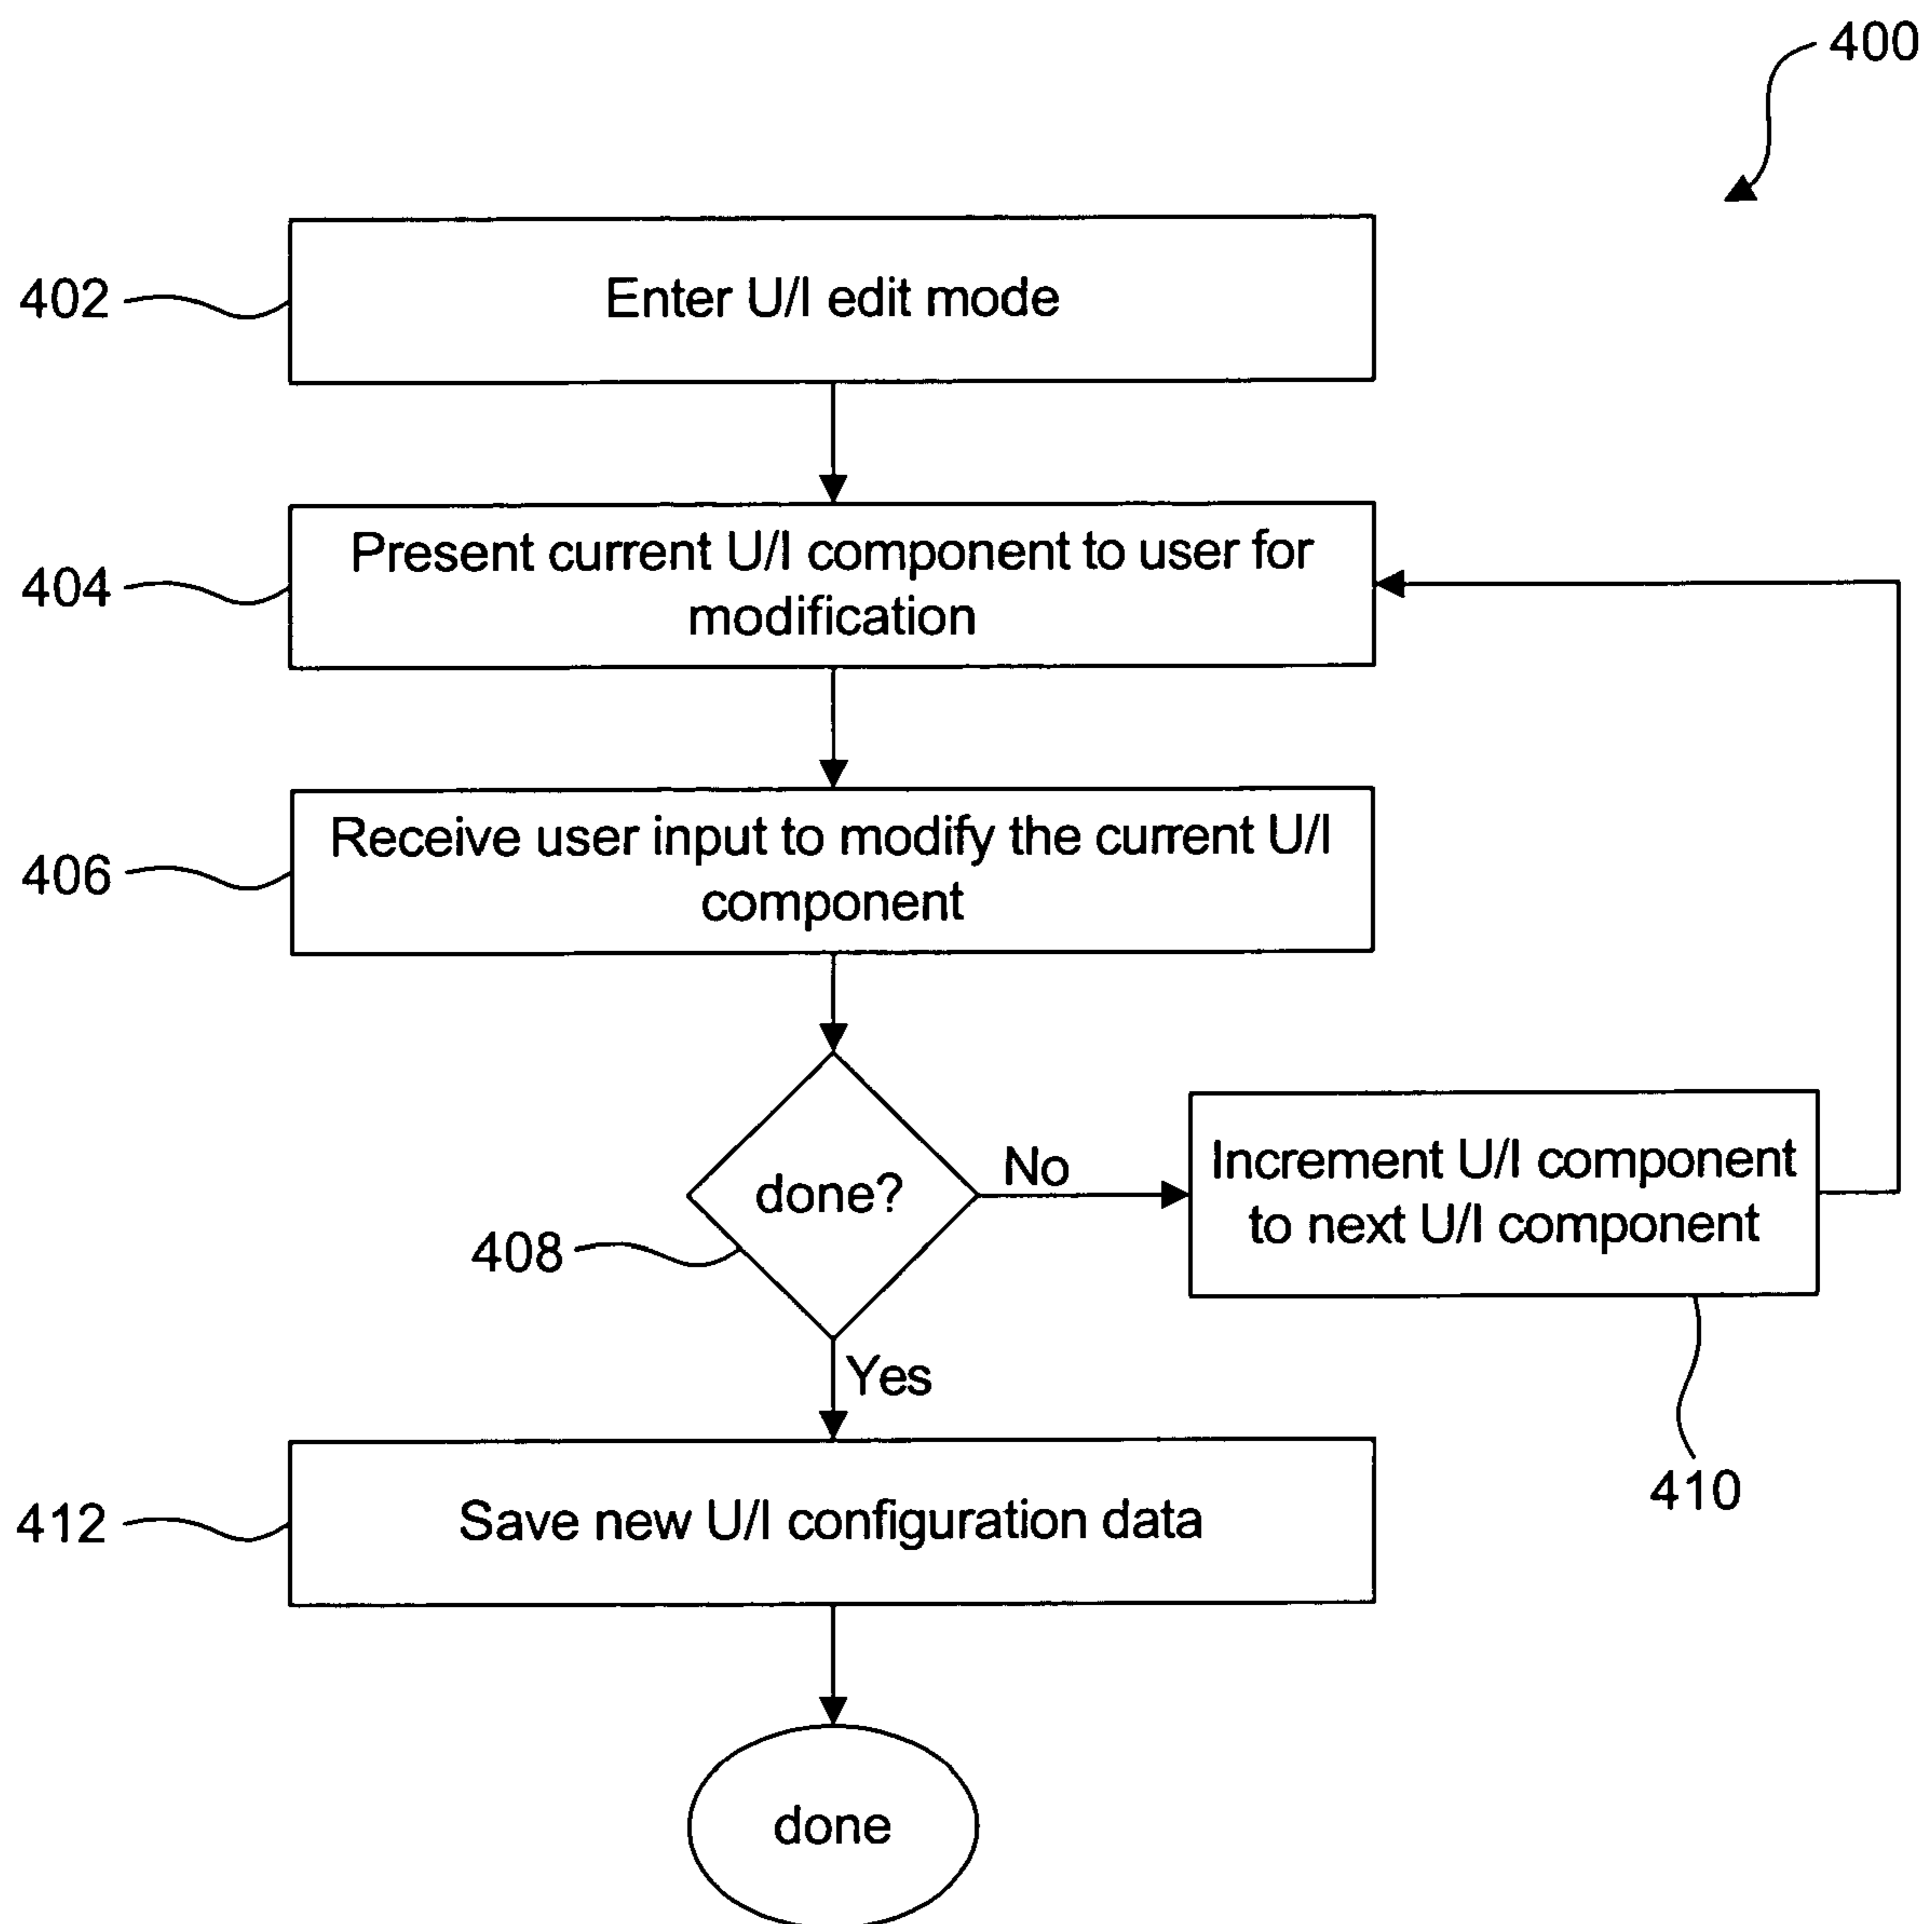 400
402
Enter U/I edit mode
404
Present current U/I component to user for
modification
406
Receive user input to modify the current U/I
component
done?
No
Increment U/I component
to next U/I component
408
Yes
410
412
Save new U/I configuration data
done